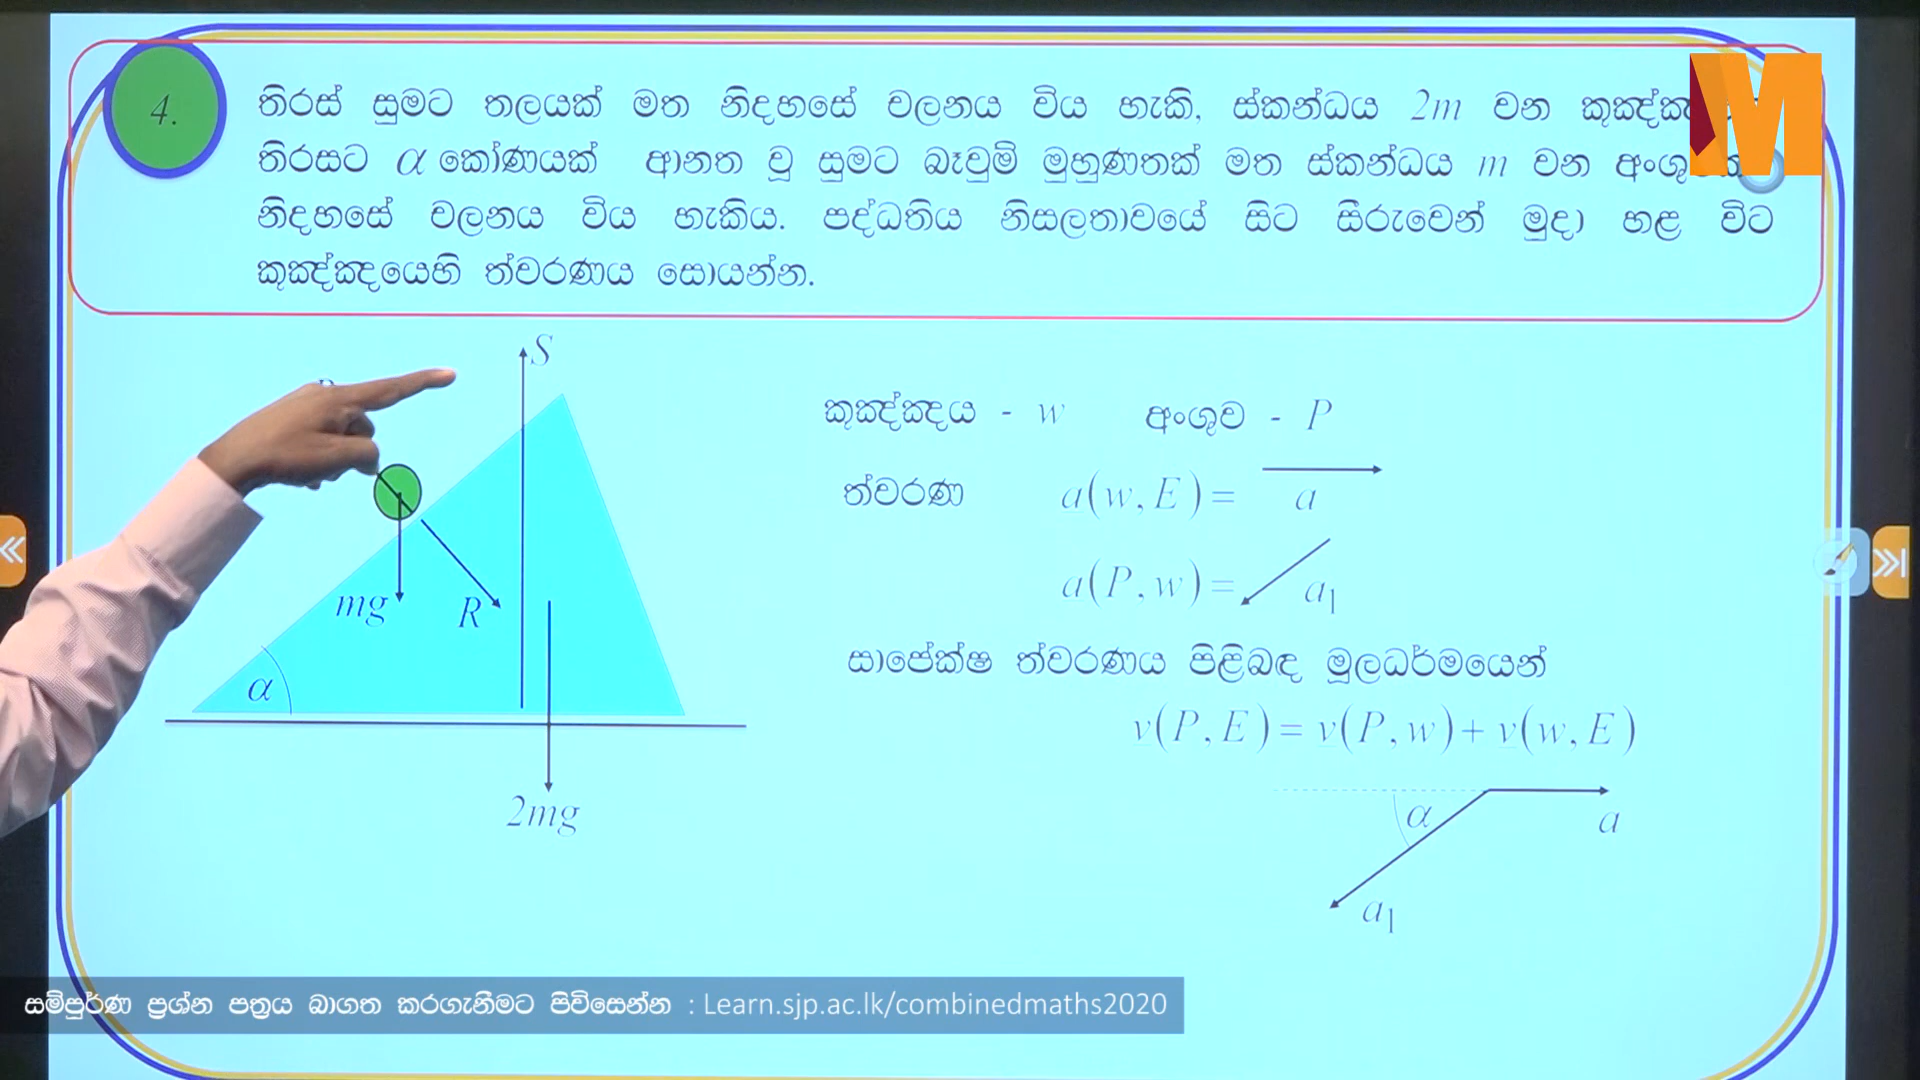 4.
තිරස් සුමට තලයක් මත නිදහසේ චලනය විය හැකි, ස්කන්ධය 2m වන
තිරසට α කෝණයක් ආනත වූ සුමට බෑවුම් මුහුණතක් මත ස්කන්ධය m වන
නිදහසේ චලනය විය හැකිය. පද්ධතිය නිසලතාවයේ සිට සීරුවෙන් මුදා හළ විට
කුඤ්ඤයෙහි ත්වරණය සොයන්න.
M
S
කුඤ්ඤය - w අංශුව - P
ත්වරණ a(w, E) = a
mg R
a(P, w) = a₁
α
සාපේක්ෂ ත්වරණය පිළිබඳ මූලධර්මයෙන්
v(P, E) = v(P, w) + v(w, E)
2mg
α a
a₁
සම්පූර්ණ ප්‍රශ්න පත්‍රය බාගත කරගැනීමට පිවිසෙන්න : Learn.sjp.ac.lk/combinedmaths2020